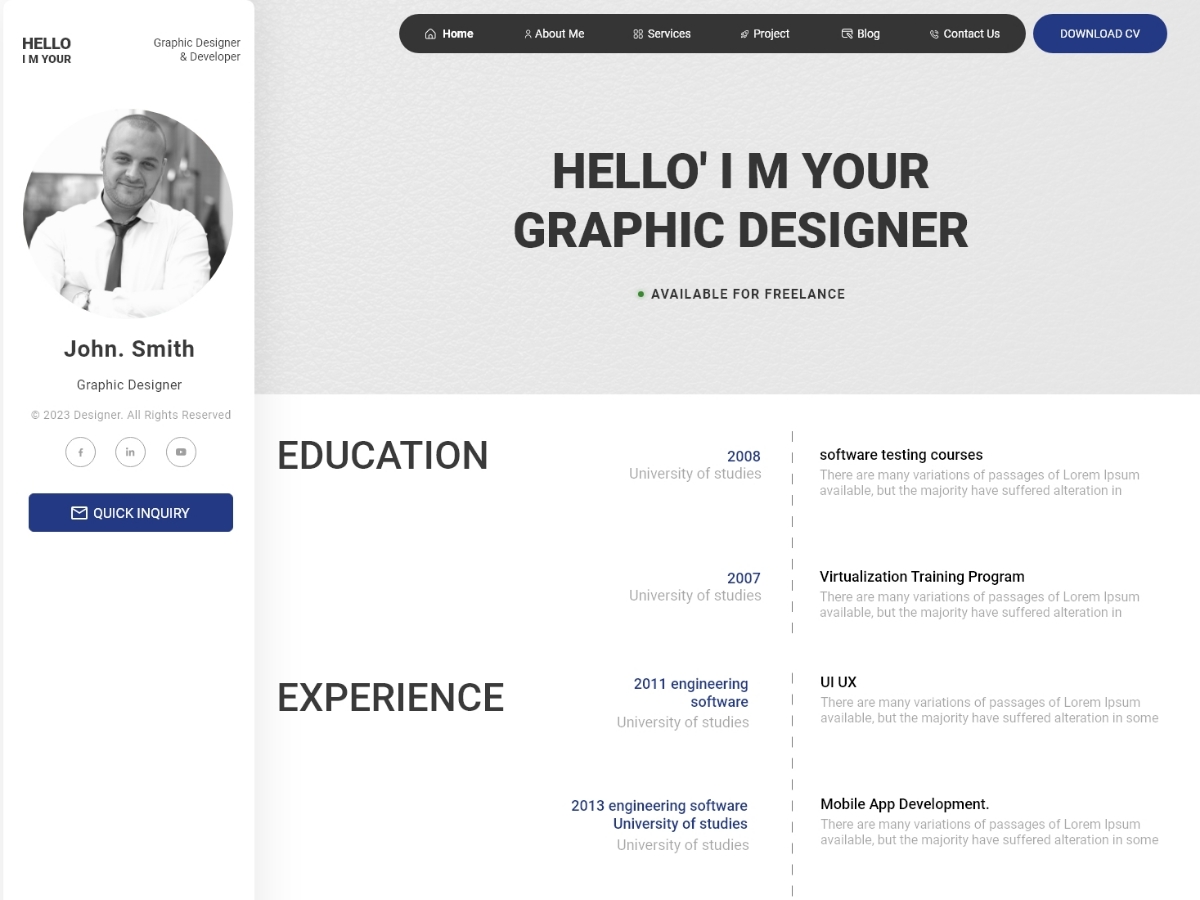 HELLO
I M YOUR
Graphic Designer
& Developer
John. Smith
Graphic Designer
© 2023 Designer. All Rights Reserved
QUICK INQUIRY
Home
About Me
Services
Project
Blog
Contact Us
DOWNLOAD CV
HELLO' I M YOUR
GRAPHIC DESIGNER
AVAILABLE FOR FREELANCE
EDUCATION
2008
University of studies
software testing courses
There are many variations of passages of Lorem Ipsum
available, but the majority have suffered alteration in
2007
University of studies
Virtualization Training Program
There are many variations of passages of Lorem Ipsum
available, but the majority have suffered alteration in
EXPERIENCE
2011 engineering
software
University of studies
UI UX
There are many variations of passages of Lorem Ipsum
available, but the majority have suffered alteration in some
2013 engineering software
University of studies
University of studies
Mobile App Development.
There are many variations of passages of Lorem Ipsum
available, but the majority have suffered alteration in some